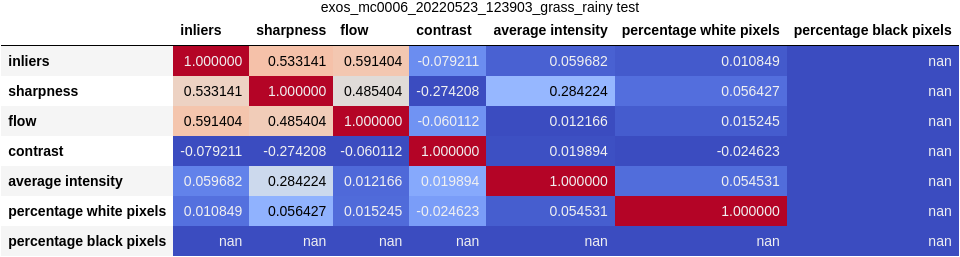 exos_mc0006_20220523_123903_grass_rainy test
inliers sharpness flow contrast average intensity percentage white pixels percentage black pixels
inliers 1.000000 0.533141 0.591404 -0.079211 0.059682 0.010849 nan
sharpness 0.533141 1.000000 0.485404 -0.274208 0.284224 0.056427 nan
flow 0.591404 0.485404 1.000000 -0.060112 0.012166 0.015245 nan
contrast -0.079211 -0.274208 -0.060112 1.000000 0.019894 -0.024623 nan
average intensity 0.059682 0.284224 0.012166 0.019894 1.000000 0.054531 nan
percentage white pixels 0.010849 0.056427 0.015245 -0.024623 0.054531 1.000000 nan
percentage black pixels nan nan nan nan nan nan nan